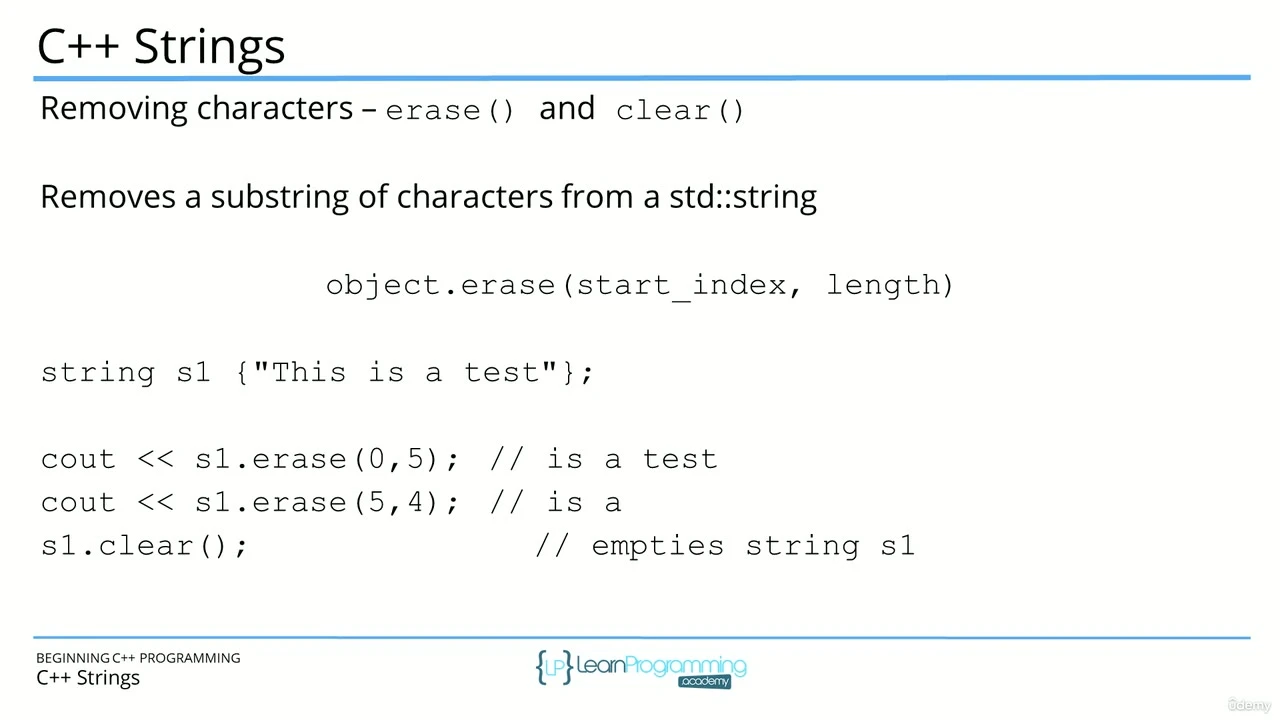 C++ Strings
Removing characters – erase() and clear()
Removes a substring of characters from a std::string
object.erase(start_index, length)
string s1 {"This is a test"};
cout << s1.erase(0,5); // is a test
cout << s1.erase(5,4); // is a
s1.clear(); // empties string s1
BEGINNING C++ PROGRAMMING
C++ Strings
{LP} LearnProgramming
.academy
ûdemy